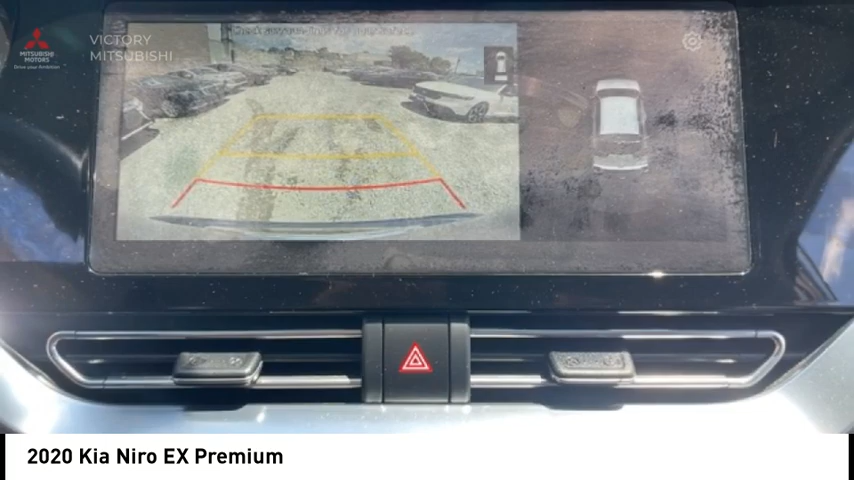 MITSUBISHI
MOTORS
Drive your Ambition
VICTORY
MITSUBISHI
2020 Kia Niro EX Premium